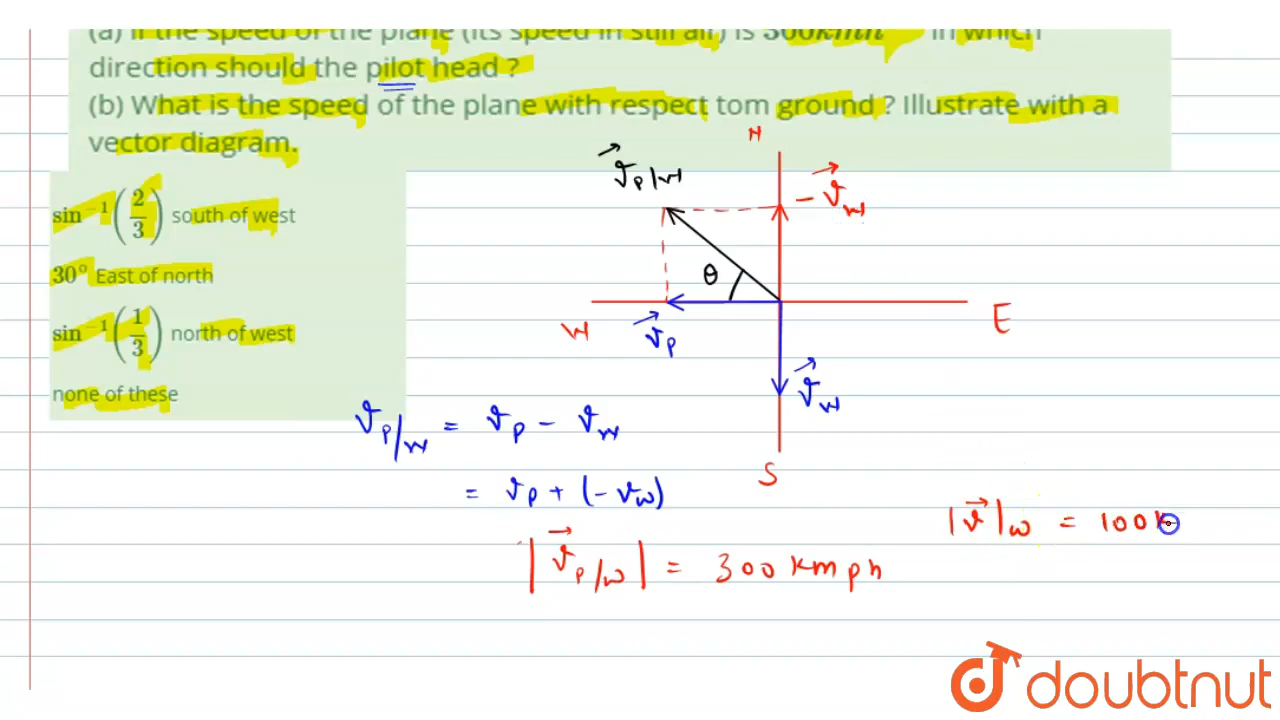 (a) If the speed of the plane (its speed in still air) is 300kmh in which
direction should the pilot head ?
(b) What is the speed of the plane with respect tom ground ? Illustrate with a
vector diagram.
sin⁻¹(2/3) south of west
30° East of north
sin⁻¹(1/3) north of west
none of these
N
v⃗P/W
-v⃗W
θ
W
E
v⃗P
v⃗W
S
vP/W = vP - vW
= vP + (-vW)
|v⃗|w = 100k
|v⃗P/W| = 300 kmph
doubtnut